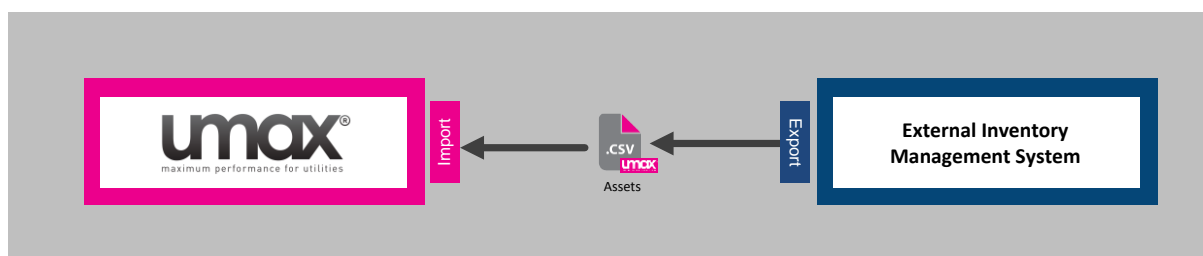 umax®
maximum performance for utilities
Import
.CSV
umax
Assets
Export
External Inventory
Management System